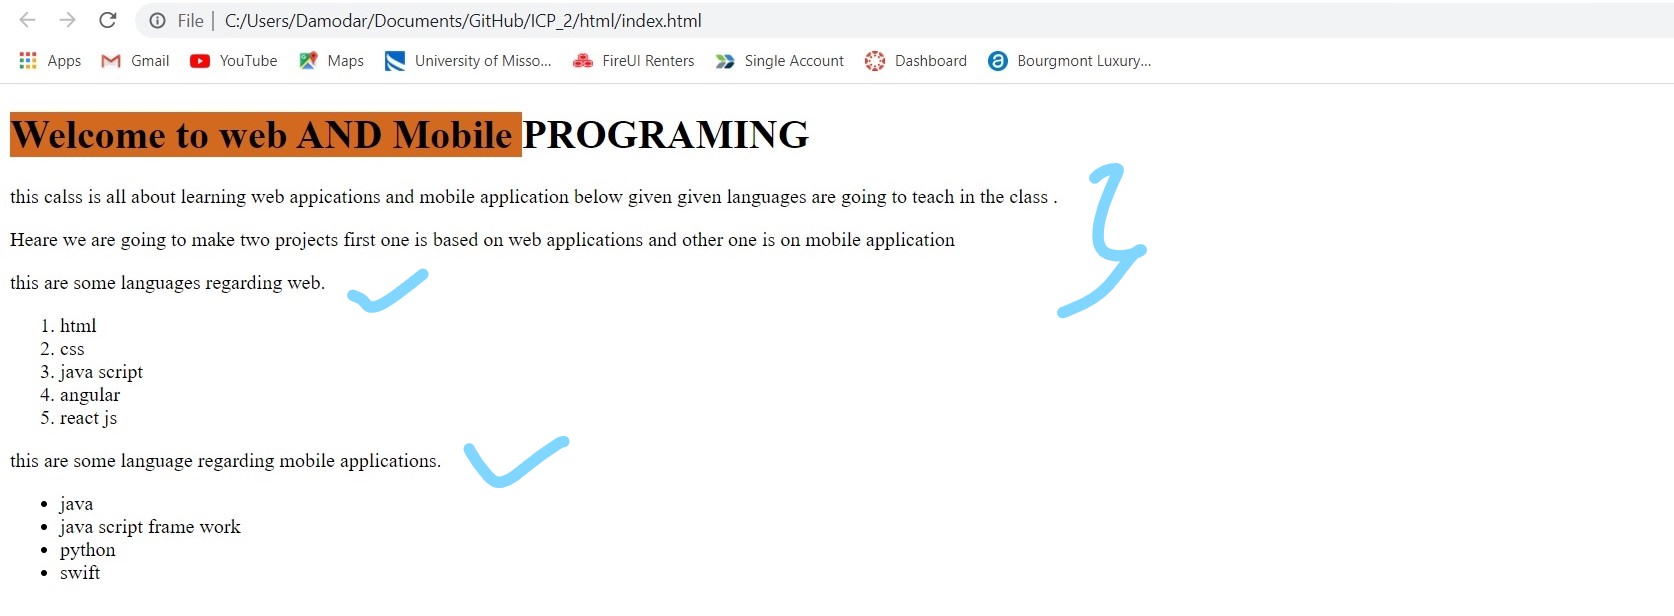 File | C:/Users/Damodar/Documents/GitHub/ICP_2/html/index.html
Apps Gmail YouTube Maps University of Misso... FireUI Renters Single Account Dashboard Bourgmont Luxury...
Welcome to web AND Mobile PROGRAMING
this calss is all about learning web appications and mobile application below given given languages are going to teach in the class .
Heare we are going to make two projects first one is based on web applications and other one is on mobile application
this are some languages regarding web.
1. html
2. css
3. java script
4. angular
5. react js
this are some language regarding mobile applications.
• java
• java script frame work
• python
• swift